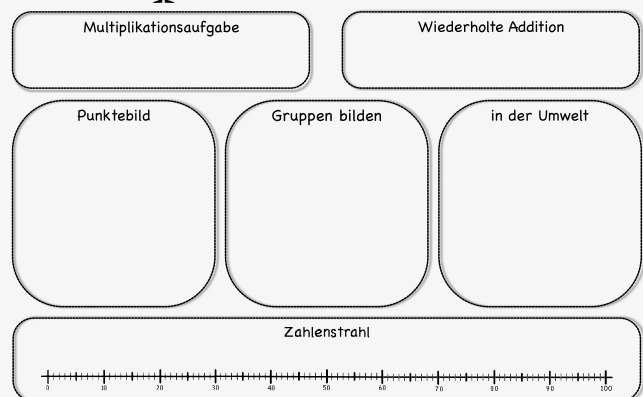 Multiplikationsaufgabe
Wiederholte Addition
Punktebild
Gruppen bilden
in der Umwelt
Zahlenstrahl
0 10 20 30 40 50 60 70 80 90 100